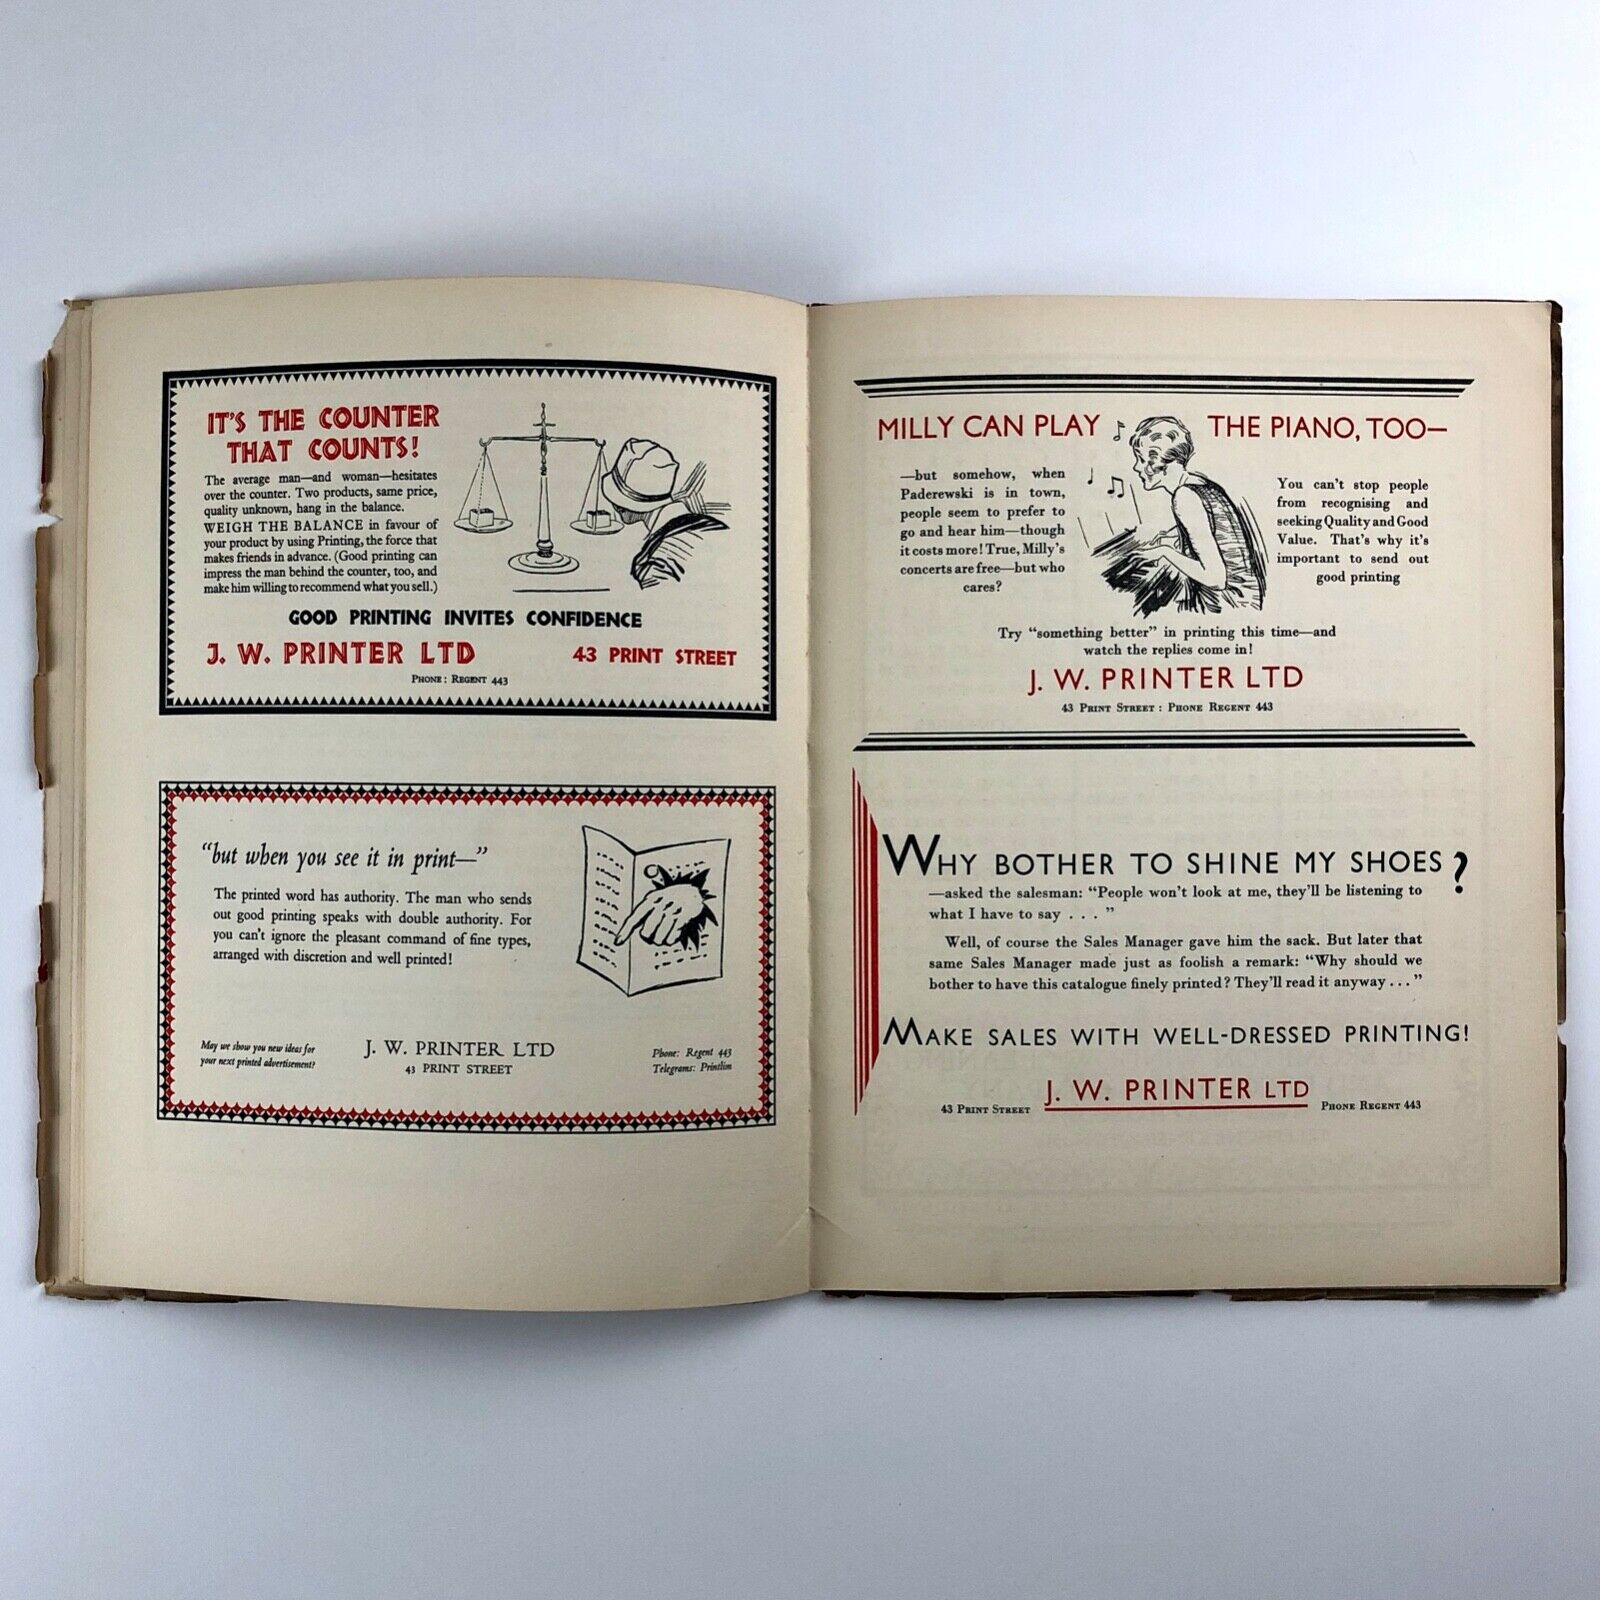 IT'S THE COUNTER
THAT COUNTS!
The average man—and woman—hesitates
over the counter. Two products, same price,
quality unknown, hang in the balance.
WEIGH THE BALANCE in favour of
your product by using Printing, the force that
makes friends in advance. (Good printing can
impress the man behind the counter, too, and
make him willing to recommend what you sell.)
GOOD PRINTING INVITES CONFIDENCE
J. W. PRINTER LTD 43 PRINT STREET
PHONE: REGENT 443
"but when you see it in print—"
The printed word has authority. The man who sends
out good printing speaks with double authority. For
you can't ignore the pleasant command of fine types,
arranged with discretion and well printed!
May we show you new ideas for
your next printed advertisement?
J. W. PRINTER LTD
43 PRINT STREET
Phone: Regent 443
Telegrams: Printlim
MILLY CAN PLAY THE PIANO, TOO—
—but somehow, when
Paderewski is in town,
people seem to prefer to
go and hear him—though
it costs more! True, Milly's
concerts are free—but who
cares?
You can't stop people
from recognising and
seeking Quality and Good
Value. That's why it's
important to send out
good printing
Try "something better" in printing this time—and
watch the replies come in!
J. W. PRINTER LTD
43 PRINT STREET : PHONE REGENT 443
WHY BOTHER TO SHINE MY SHOES?
—asked the salesman: "People won't look at me, they'll be listening to
what I have to say . . . "
Well, of course the Sales Manager gave him the sack. But later that
same Sales Manager made just as foolish a remark: "Why should we
bother to have this catalogue finely printed? They'll read it anyway . . ."
MAKE SALES WITH WELL-DRESSED PRINTING!
43 PRINT STREET J. W. PRINTER LTD PHONE REGENT 443